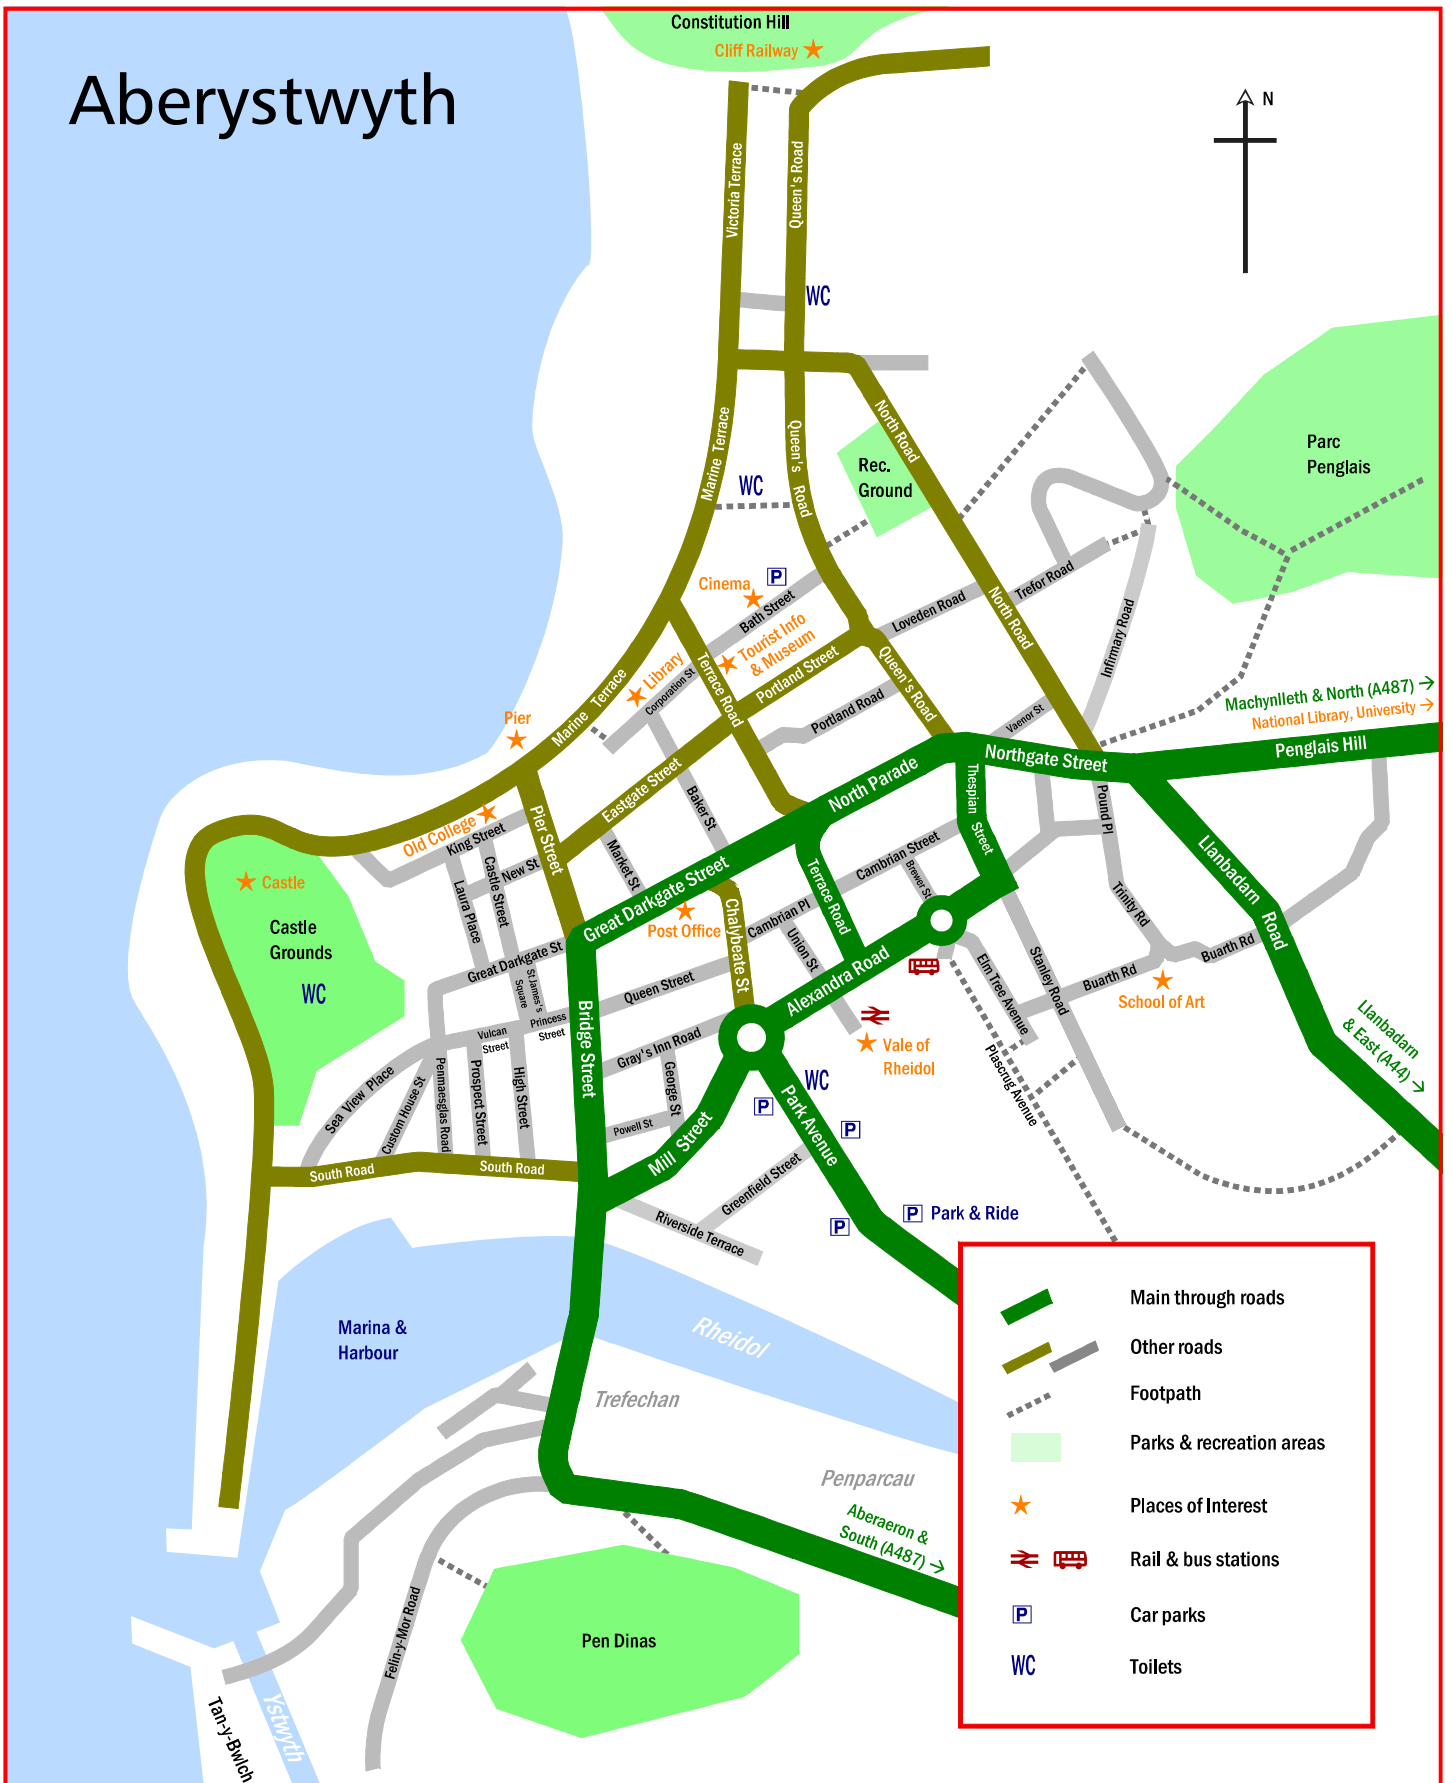 Constitution Hill
Cliff Railway
Aberystwyth
N
Victoria Terrace
Queen's Road
WC
Marine Terrace
Queen's Road
North Road
Rec.
Ground
WC
Parc
Penglais
Cinema
P
Bath Street
Tourist Info
& Museum
Library
Corporation St
Terrace Road
Portland Street
Loveden Road
Trefor Road
North Road
Infirmary Road
Queen's Road
Portland Road
Vaenor St
Machynlleth & North (A487) →
National Library, University →
Pier
Marine Terrace
Northgate Street
Penglais Hill
Eastgate Street
North Parade
Thespian
Street
Pound Pl
Baker St
Old College
King Street
Pier Street
Market St
Castle Street
New St
Laura Place
Great Darkgate Street
Terrace Road
Cambrian Street
Brewer St
Llanbadarn
Road
Castle
Castle
Grounds
WC
Post Office
Chalybeate St
Cambrian Pl
Union St
Trinity Rd
Alexandra Road
Elm Tree Avenue
Stanley Road
Buarth Rd
Buarth Rd
School of Art
Great Darkgate St
St James's
Square
Queen Street
Princess
Street
Vulcan
Street
Bridge Street
Gray's Inn Road
Vale of
Rheidol
Plascrug Avenue
Llanbadarn
& East (A44) →
Sea View Place
Custom House St
Penmaesglas Road
Prospect Street
High Street
George St
Powell St
WC
P
P
Park Avenue
Mill Street
South Road
South Road
Greenfield Street
Riverside Terrace
P
P Park & Ride
Marina &
Harbour
Rheidol
Trefechan
Penparcau
Aberaeron &
South (A487) →
Pen Dinas
Felin-y-Mor Road
Tan-y-Bwlch
Ystwyth
Main through roads
Other roads
Footpath
Parks & recreation areas
Places of Interest
Rail & bus stations
P Car parks
WC Toilets